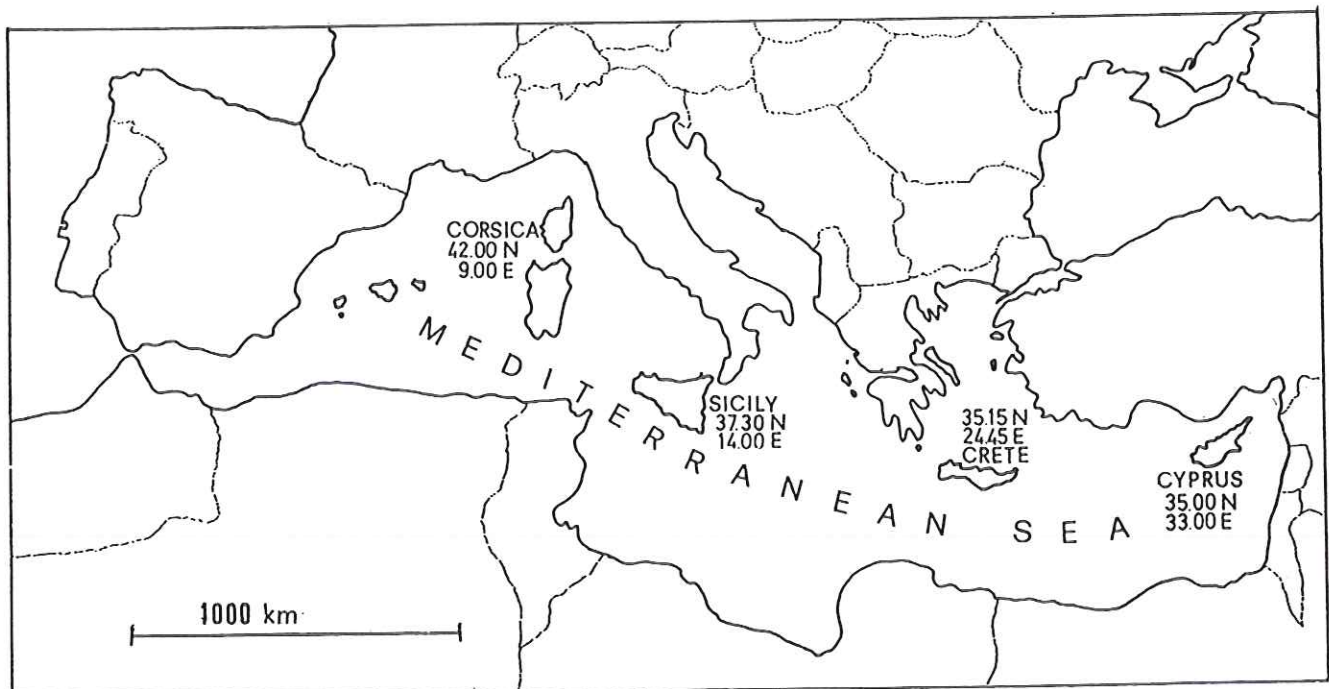 CORSICA
42.00 N
9.00 E
MEDITERRANEAN SEA
SICILY
37.30 N
14.00 E
35.15 N
24.45 E
CRETE
CYPRUS
35.00 N
33.00 E
1000 km